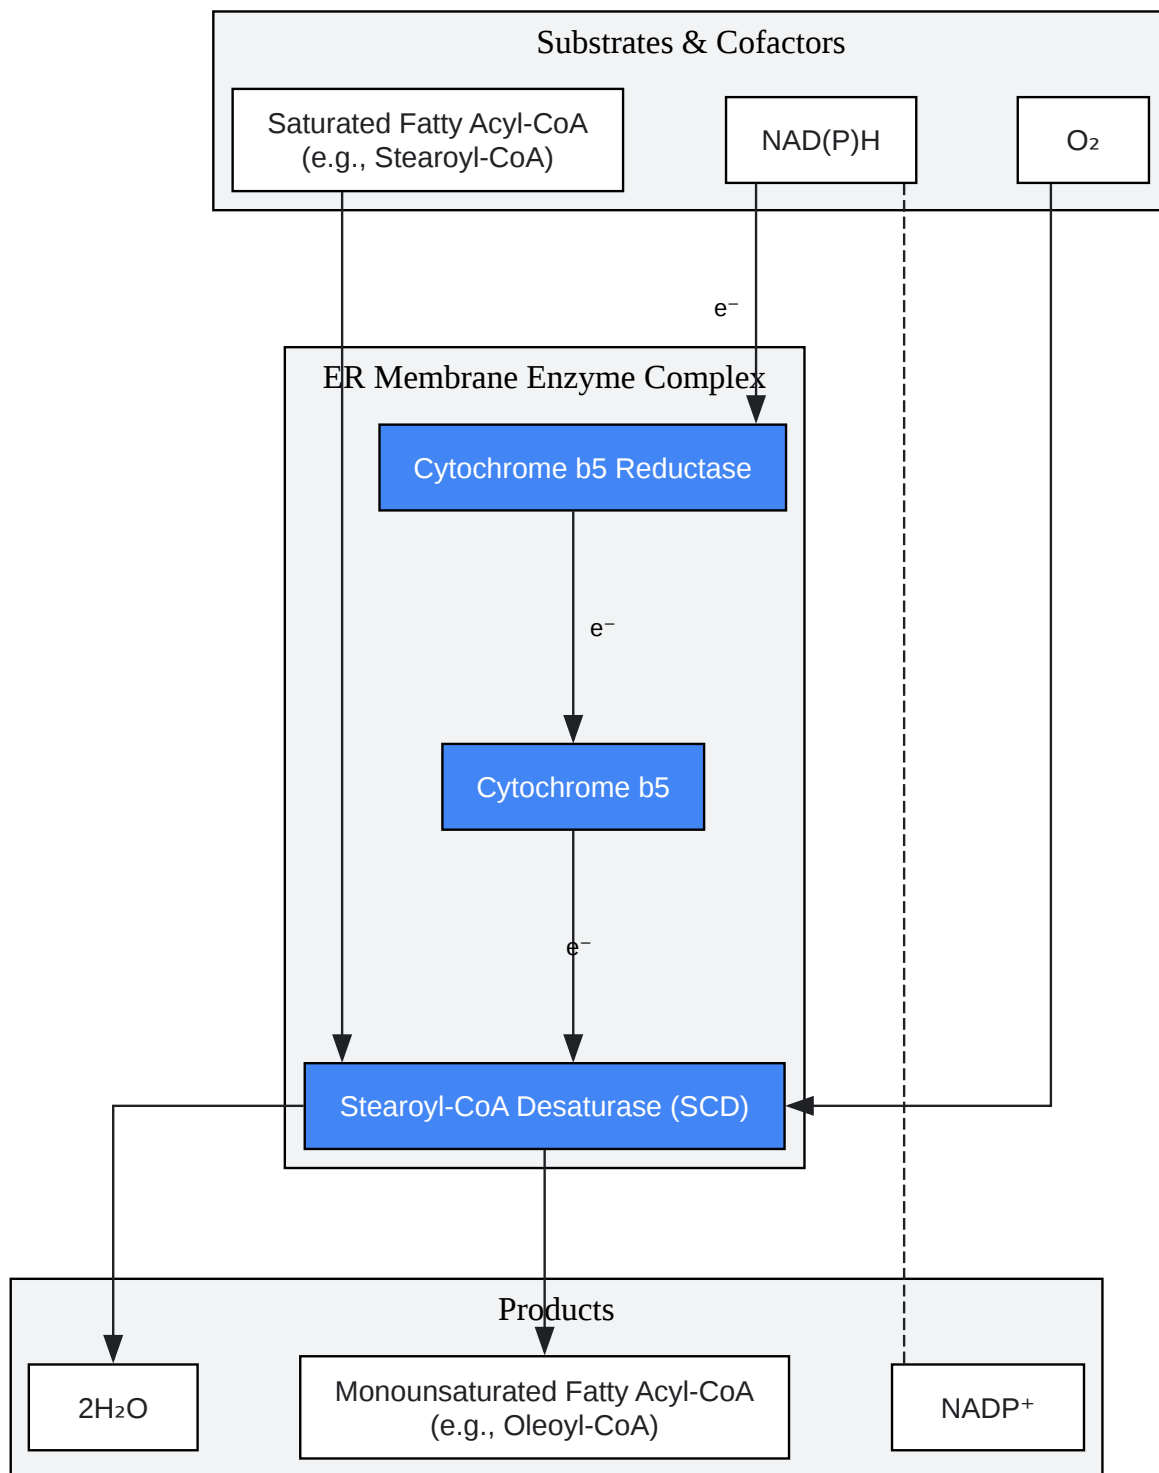 Substrates & Cofactors
Saturated Fatty Acyl-CoA
(e.g., Stearoyl-CoA)
NAD(P)H
O₂
e⁻
ER Membrane Enzyme Complex
Cytochrome b5 Reductase
e⁻
Cytochrome b5
e⁻
Stearoyl-CoA Desaturase (SCD)
Products
2H₂O
Monounsaturated Fatty Acyl-CoA
(e.g., Oleoyl-CoA)
NADP⁺